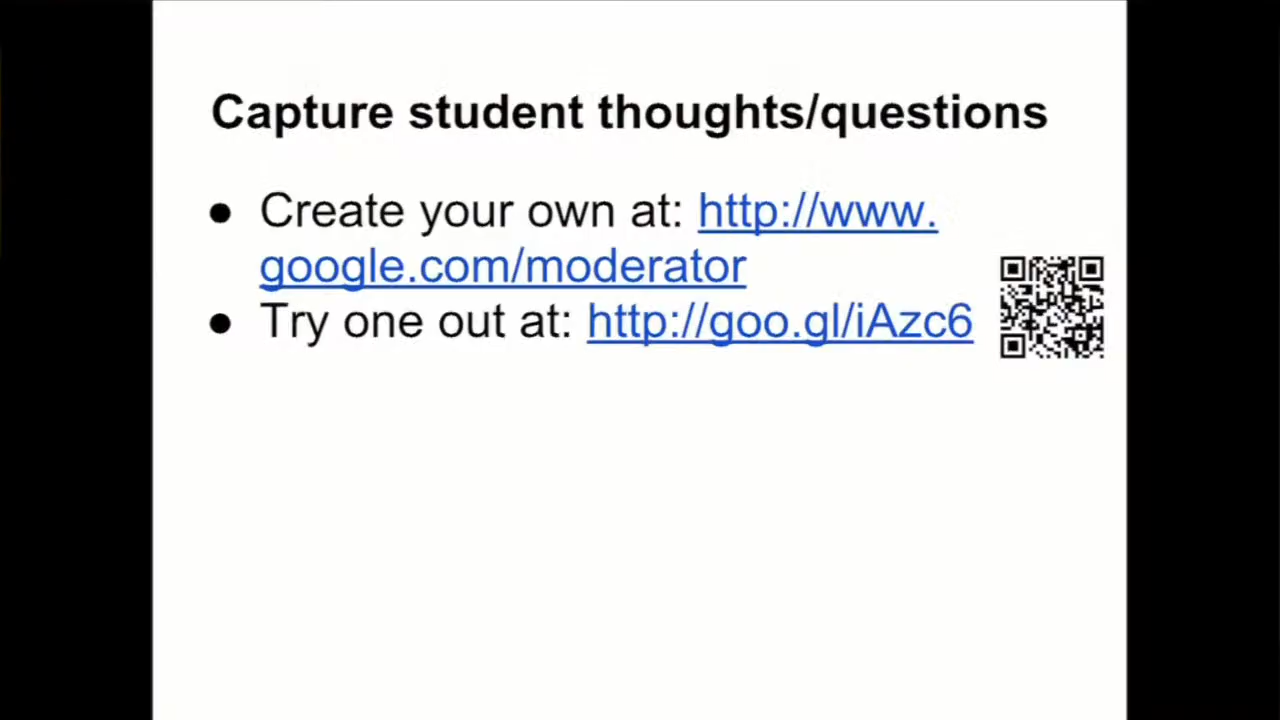 Capture student thoughts/questions
● Create your own at: http://www.
google.com/moderator
● Try one out at: http://goo.gl/iAzc6